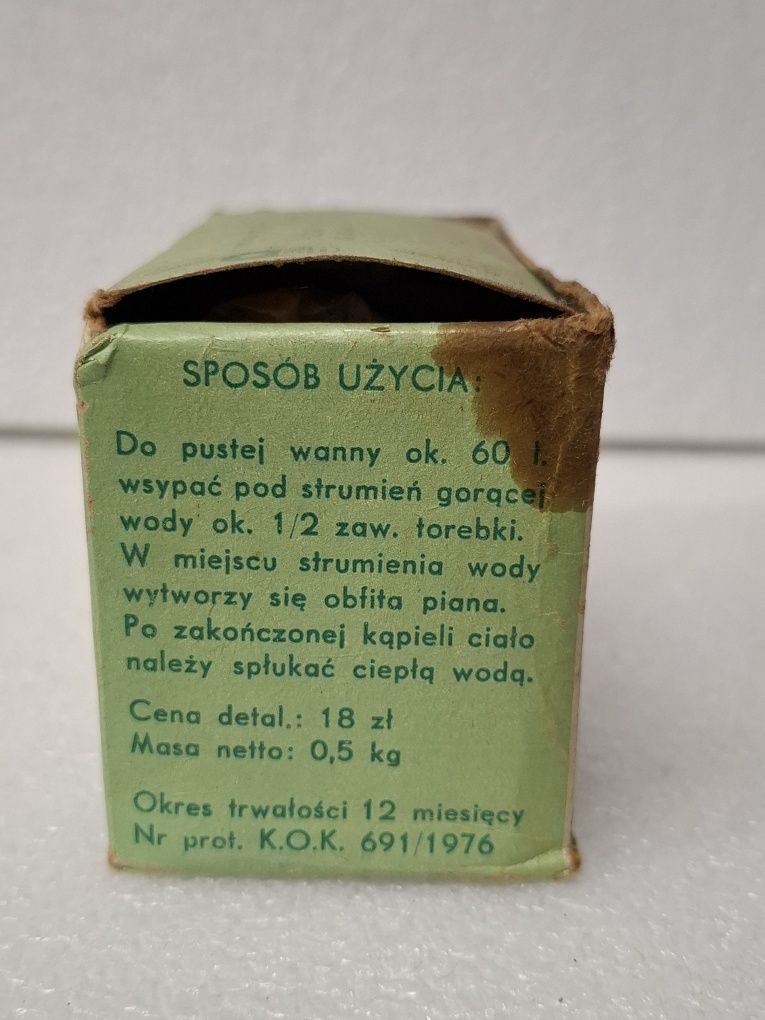 SPOSÓB UŻYCIA:
Do pustej wanny ok. 60 l.
wsypać pod strumień gorącej
wody ok. 1/2 zaw. torebki.
W miejscu strumienia wody
wytworzy się obfita piana.
Po zakończonej kąpieli ciało
należy spłukać ciepłą wodą.
Cena detal.: 18 zł
Masa netto: 0,5 kg
Okres trwałości 12 miesięcy
Nr prot. K.O.K. 691/1976